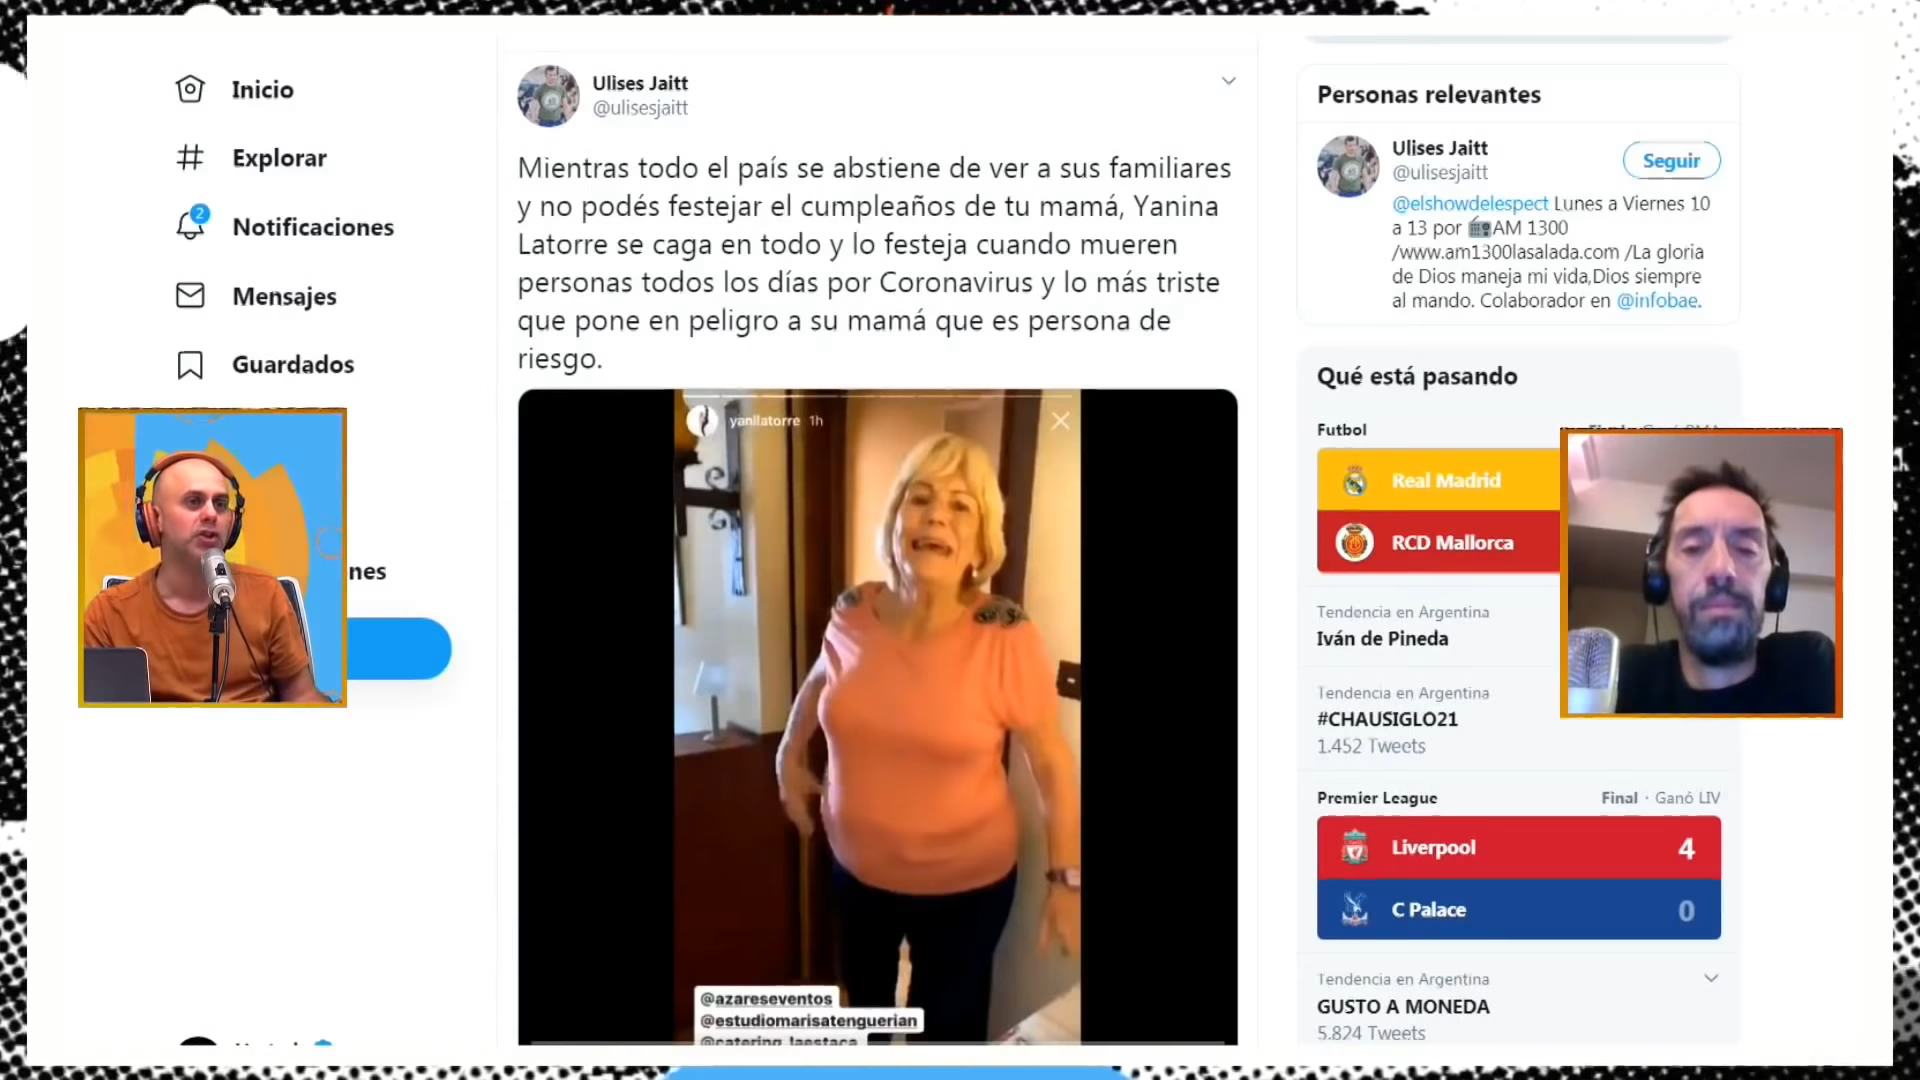 Inicio
Explorar
2
Notificaciones
Mensajes
Guardados
nes
Ulises Jaitt
@ulisesjaitt
Mientras todo el país se abstiene de ver a sus familiares
y no podés festejar el cumpleaños de tu mamá, Yanina
Latorre se caga en todo y lo festeja cuando mueren
personas todos los días por Coronavirus y lo más triste
que pone en peligro a su mamá que es persona de
riesgo.
yanilatorre 1h
@azareseventos
@estudiomarisatenguerian
@catering_laestaca
Personas relevantes
Ulises Jaitt
@ulisesjaitt
Seguir
@elshowdelespect Lunes a Viernes 10
a 13 por 📻AM 1300
/www.am1300lasalada.com /La gloria
de Dios maneja mi vida,Dios siempre
al mando. Colaborador en @infobae.
Qué está pasando
Futbol
Real Madrid
RCD Mallorca
Tendencia en Argentina
Iván de Pineda
Tendencia en Argentina
#CHAUSIGLO21
1.452 Tweets
Premier League
Final · Ganó LIV
Liverpool 4
C Palace 0
Tendencia en Argentina
GUSTO A MONEDA
5.824 Tweets